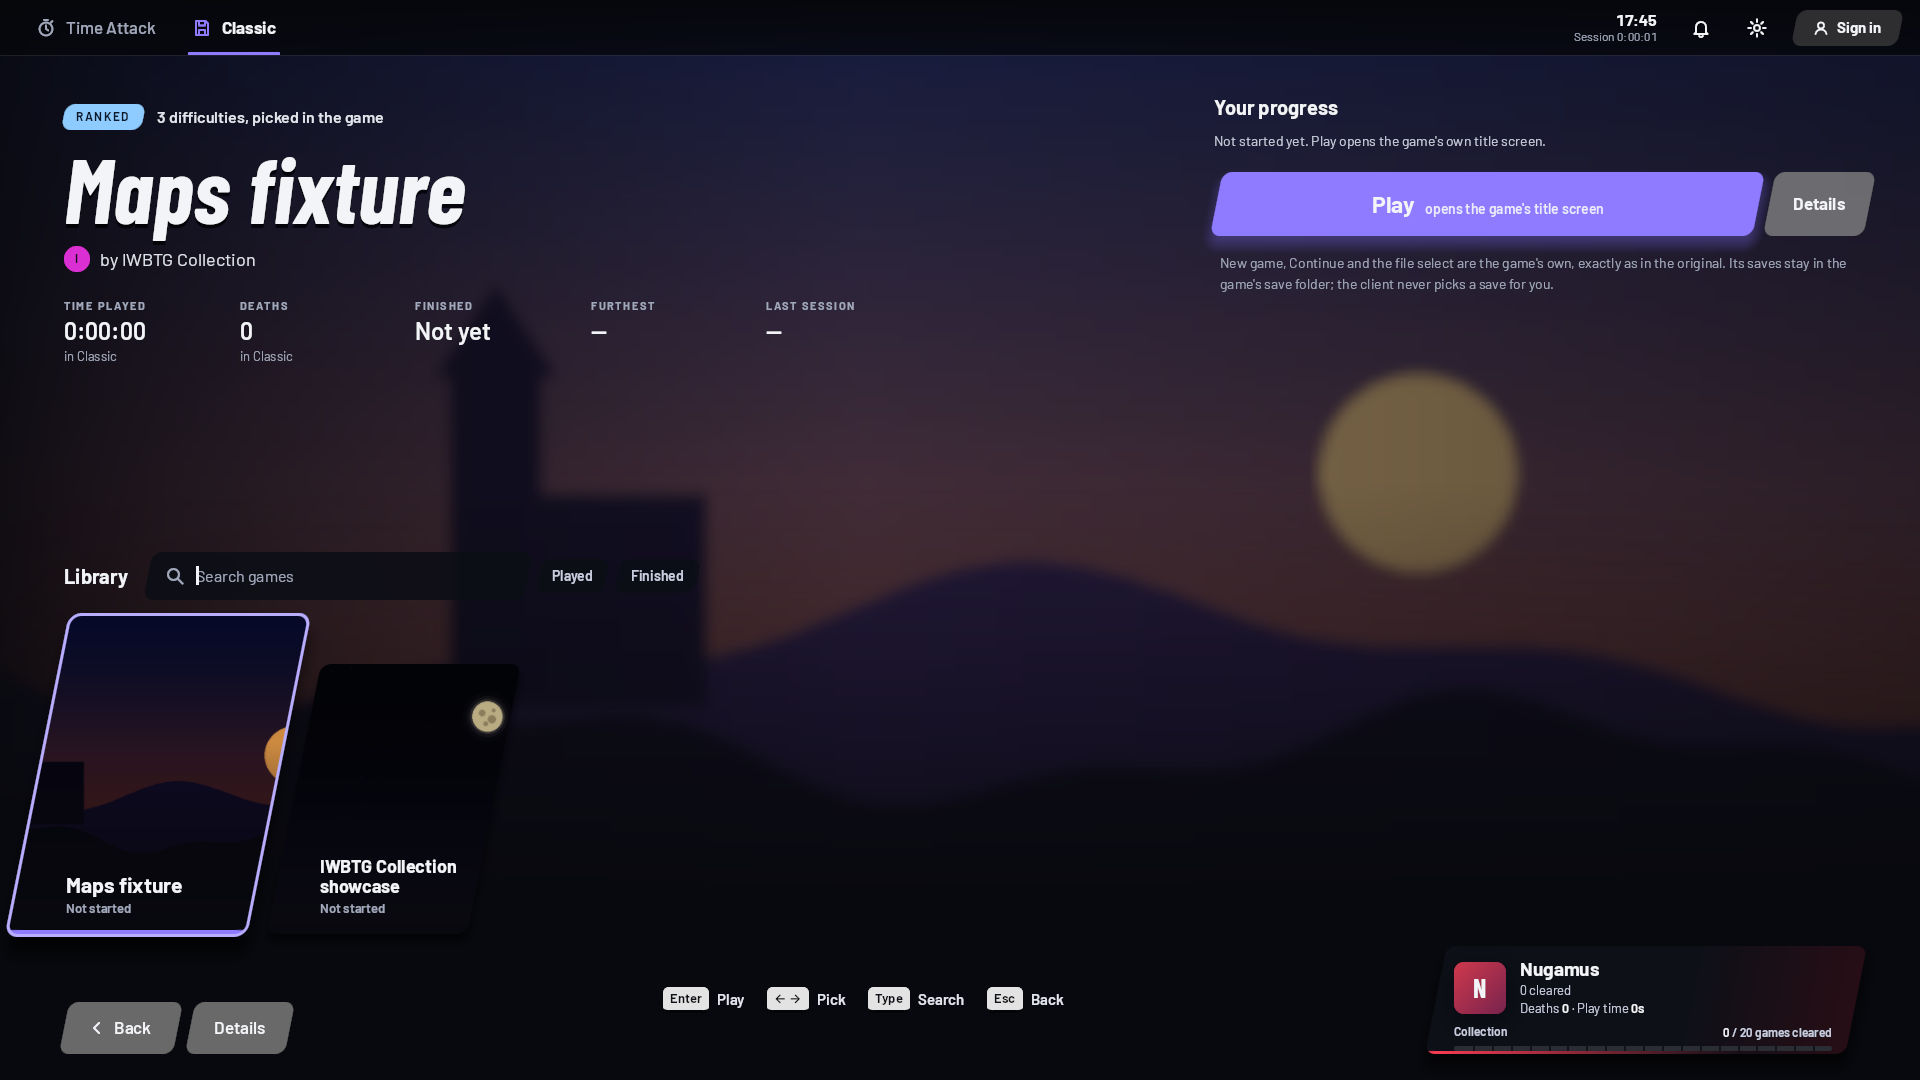 Time Attack
Classic
17:45
Session 0:00:01
Sign in
RANKED
3 difficulties, picked in the game
Maps fixture
I
by IWBTG Collection
TIME PLAYED
0:00:00
in Classic
DEATHS
0
in Classic
FINISHED
Not yet
FURTHEST
—
LAST SESSION
—
Your progress
Not started yet. Play opens the game's own title screen.
Play opens the game's title screen
Details
New game, Continue and the file select are the game's own, exactly as in the original. Its saves stay in the
game's save folder; the client never picks a save for you.
Library
Search games
Played
Finished
Maps fixture
Not started
IWBTG Collection
showcase
Not started
Back
Details
Enter Play
← → Pick
Type Search
Esc Back
N
Nugamus
0 cleared
Deaths 0 · Play time 0s
Collection
0 / 20 games cleared